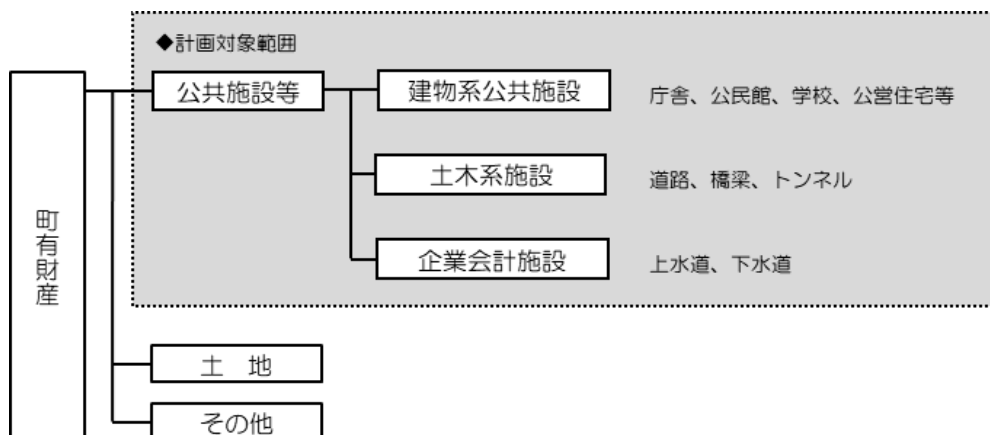 ◆計画対象範囲
公共施設等
建物系公共施設
庁舎、公民館、学校、公営住宅等
土木系施設
道路、橋梁、トンネル
企業会計施設
上水道、下水道
町有財産
土　地
その他